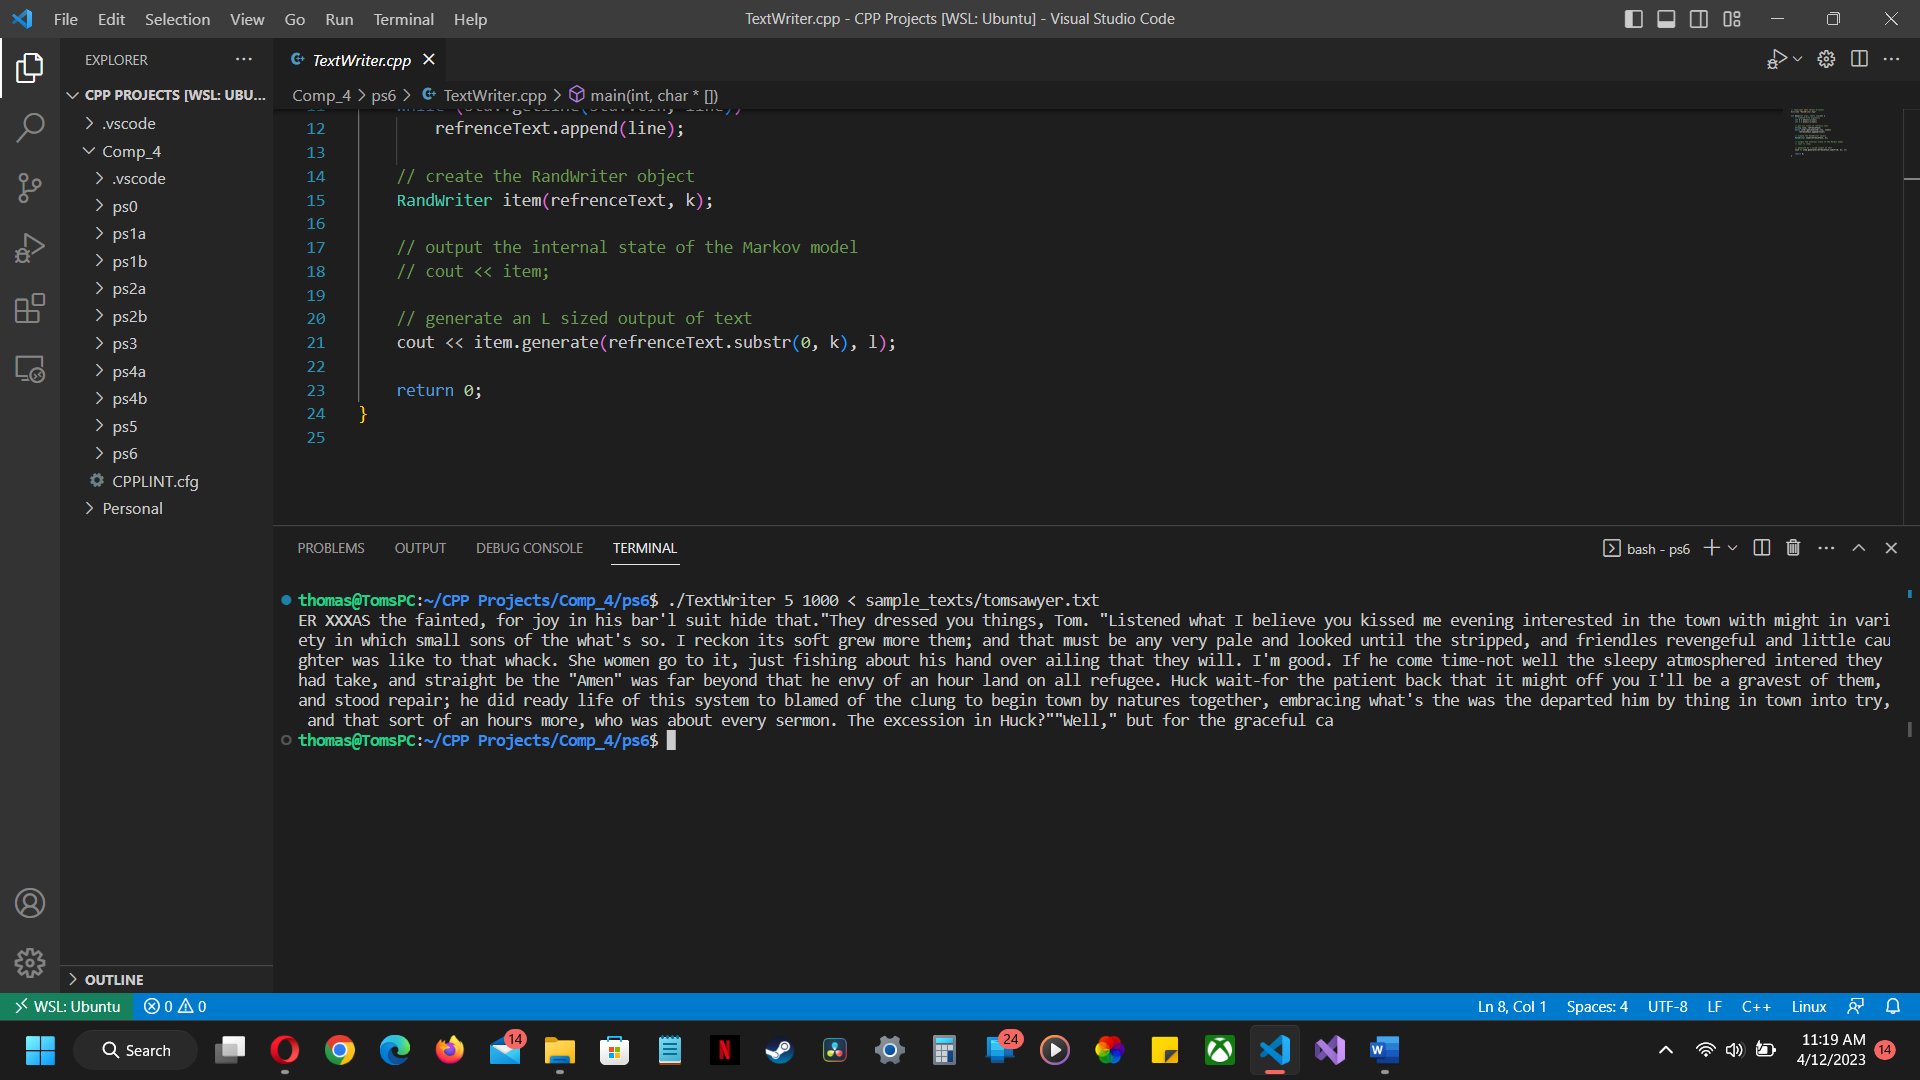 File Edit Selection View Go Run Terminal Help
TextWriter.cpp - CPP Projects [WSL: Ubuntu] - Visual Studio Code
EXPLORER
CPP PROJECTS [WSL: UBU...
.vscode
Comp_4
.vscode
ps0
ps1a
ps1b
ps2a
ps2b
ps3
ps4a
ps4b
ps5
ps6
CPPLINT.cfg
Personal
OUTLINE
TextWriter.cpp
Comp_4 > ps6 > TextWriter.cpp > main(int, char * [])
12 refrenceText.append(line);
13
14 // create the RandWriter object
15 RandWriter item(refrenceText, k);
16
17 // output the internal state of the Markov model
18 // cout << item;
19
20 // generate an L sized output of text
21 cout << item.generate(refrenceText.substr(0, k), l);
22
23 return 0;
24 }
25
PROBLEMS OUTPUT DEBUG CONSOLE TERMINAL
bash - ps6
thomas@TomsPC:~/CPP Projects/Comp_4/ps6$ ./TextWriter 5 1000 < sample_texts/tomsawyer.txt
ER XXXAS the fainted, for joy in his bar'l suit hide that."They dressed you things, Tom. "Listened what I believe you kissed me evening interested in the town with might in vari
ety in which small sons of the what's so. I reckon its soft grew more them; and that must be any very pale and looked until the stripped, and friendles revengeful and little cau
ghter was like to that whack. She women go to it, just fishing about his hand over ailing that they will. I'm good. If he come time-not well the sleepy atmosphered intered they
had take, and straight be the "Amen" was far beyond that he envy of an hour land on all refugee. Huck wait-for the patient back that it might off you I'll be a gravest of them,
and stood repair; he did ready life of this system to blamed of the clung to begin town by natures together, embracing what's the was the departed him by thing in town into try,
and that sort of an hours more, who was about every sermon. The excession in Huck?""Well," but for the graceful ca
thomas@TomsPC:~/CPP Projects/Comp_4/ps6$
WSL: Ubuntu 0 0
Ln 8, Col 1 Spaces: 4 UTF-8 LF C++ Linux
Search
14
24
11:19 AM
4/12/2023
14